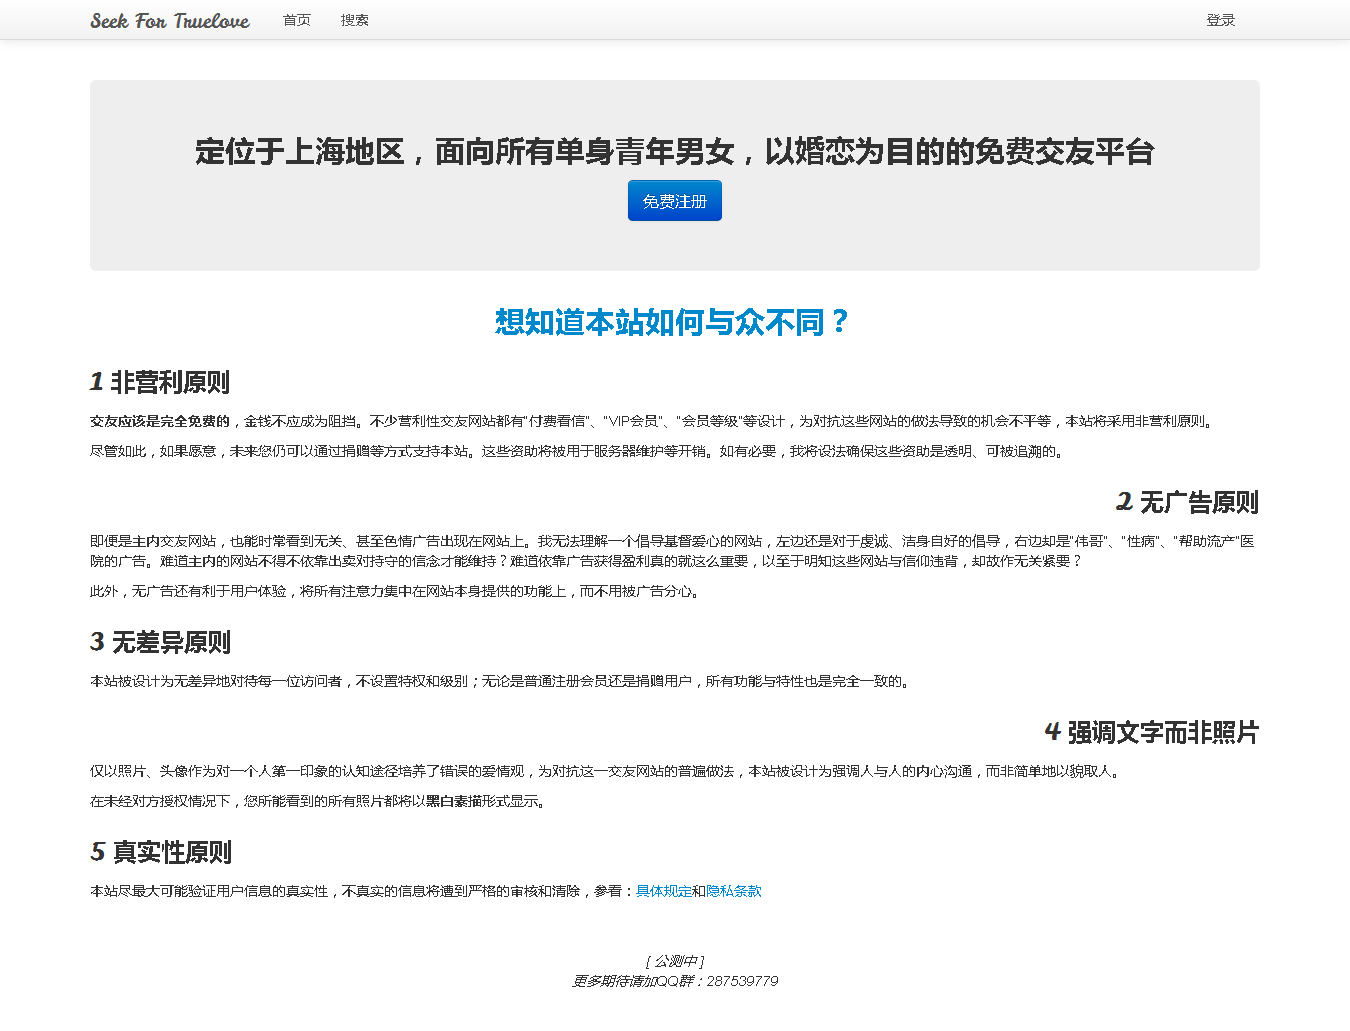 Seek For Truelove 首页 搜索 登录
定位于上海地区，面向所有单身青年男女，以婚恋为目的的免费交友平台
免费注册
想知道本站如何与众不同？
1 非营利原则
交友应该是完全免费的，金钱不应成为阻挡。不少营利性交友网站都有"付费看信"、"VIP会员"、"会员等级"等设计，为对抗这些网站的做法导致的机会不平等，本站将采用非营利原则。
尽管如此，如果愿意，未来您仍可以通过捐赠等方式支持本站。这些资助将被用于服务器维护等开销。如有必要，我将设法确保这些资助是透明、可被追溯的。
2 无广告原则
即便是主内交友网站，也能时常看到无关、甚至色情广告出现在网站上。我无法理解一个倡导基督爱心的网站，左边还是对于虔诚、洁身自好的倡导，右边却是"伟哥"、"性病"、"帮助流产"医
院的广告。难道主内的网站不得不依靠出卖对持守的信念才能维持？难道依靠广告获得盈利真的就这么重要，以至于明知这些网站与信仰违背，却故作无关紧要？
此外，无广告还有利于用户体验，将所有注意力集中在网站本身提供的功能上，而不用被广告分心。
3 无差异原则
本站被设计为无差异地对待每一位访问者，不设置特权和级别；无论是普通注册会员还是捐赠用户，所有功能与特性也是完全一致的。
4 强调文字而非照片
仅以照片、头像作为对一个人第一印象的认知途径培养了错误的爱情观，为对抗这一交友网站的普遍做法，本站被设计为强调人与人的内心沟通，而非简单地以貌取人。
在未经对方授权情况下，您所能看到的所有照片都将以黑白素描形式显示。
5 真实性原则
本站尽最大可能验证用户信息的真实性，不真实的信息将遭到严格的审核和清除，参看：具体规定和隐私条款
[ 公测中 ]
更多期待请加QQ群：287539779